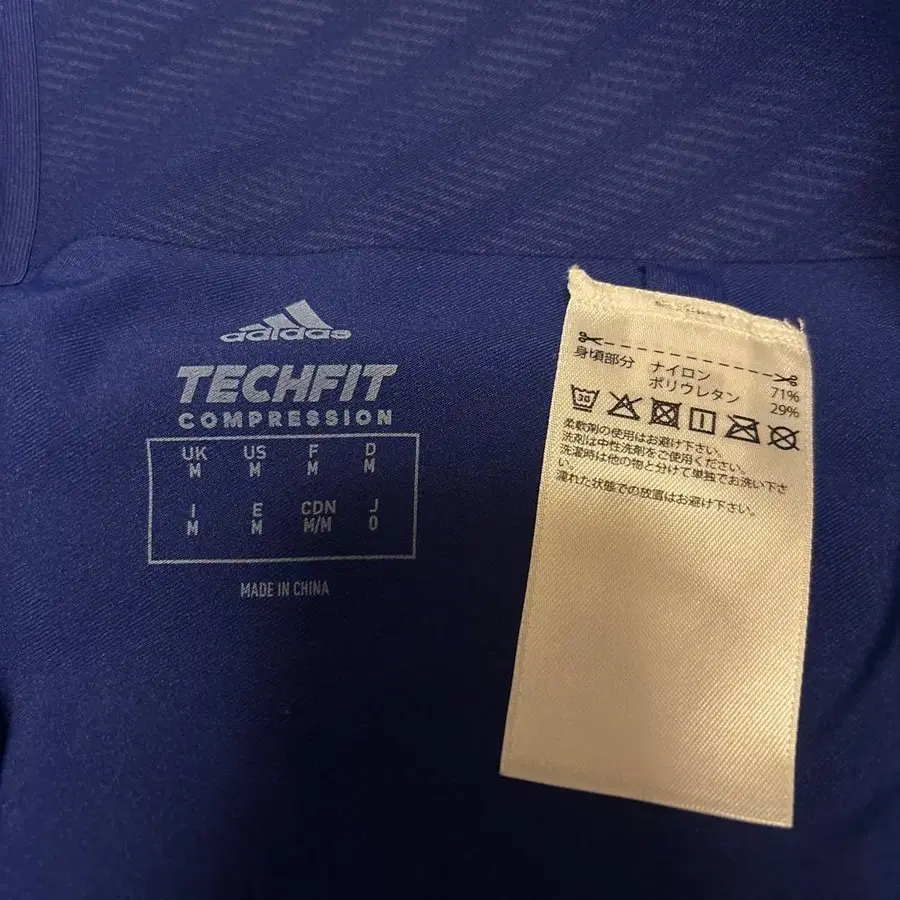 adidas
TECHFIT
COMPRESSION
UK US F D
M M M M
I E CDN J
M M M/M O
MADE IN CHINA
身頃部分 ナイロン 71%
ポリウレタン 29%
30
柔軟剤の使用はお避け下さい。
洗剤は中性洗剤をご使用ください。
洗濯時は他の物と分けて単独でお洗い下さ
い。
濡れた状態での放置はお避け下さい。